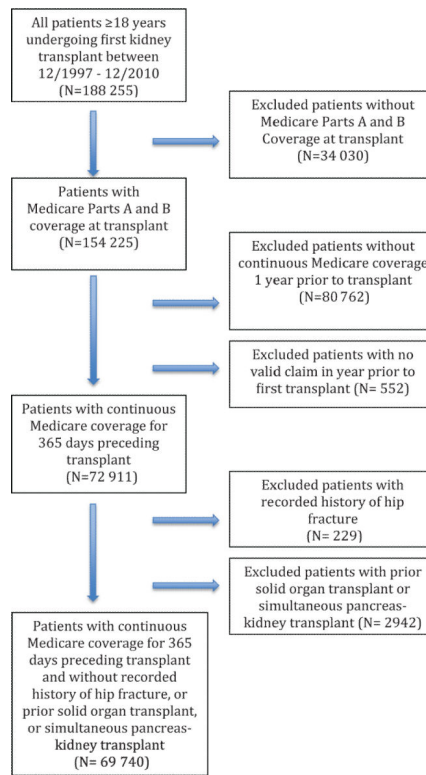 All patients ≥18 years
undergoing first kidney
transplant between
12/1997 - 12/2010
(N=188 255)
Excluded patients without
Medicare Parts A and B
Coverage at transplant
(N=34 030)
Patients with
Medicare Parts A and B
coverage at transplant
(N=154 225)
Excluded patients without
continuous Medicare coverage
1 year prior to transplant
(N=80 762)
Excluded patients with no
valid claim in year prior to
first transplant (N= 552)
Patients with continuous
Medicare coverage for
365 days preceding
transplant
(N=72 911)
Excluded patients with
recorded history of hip
fracture
(N= 229)
Excluded patients with prior
solid organ transplant or
simultaneous pancreas-
kidney transplant (N= 2942)
Patients with continuous
Medicare coverage for 365
days preceding transplant
and without recorded
history of hip fracture, or
prior solid organ transplant,
or simultaneous pancreas-
kidney transplant
(N= 69 740)